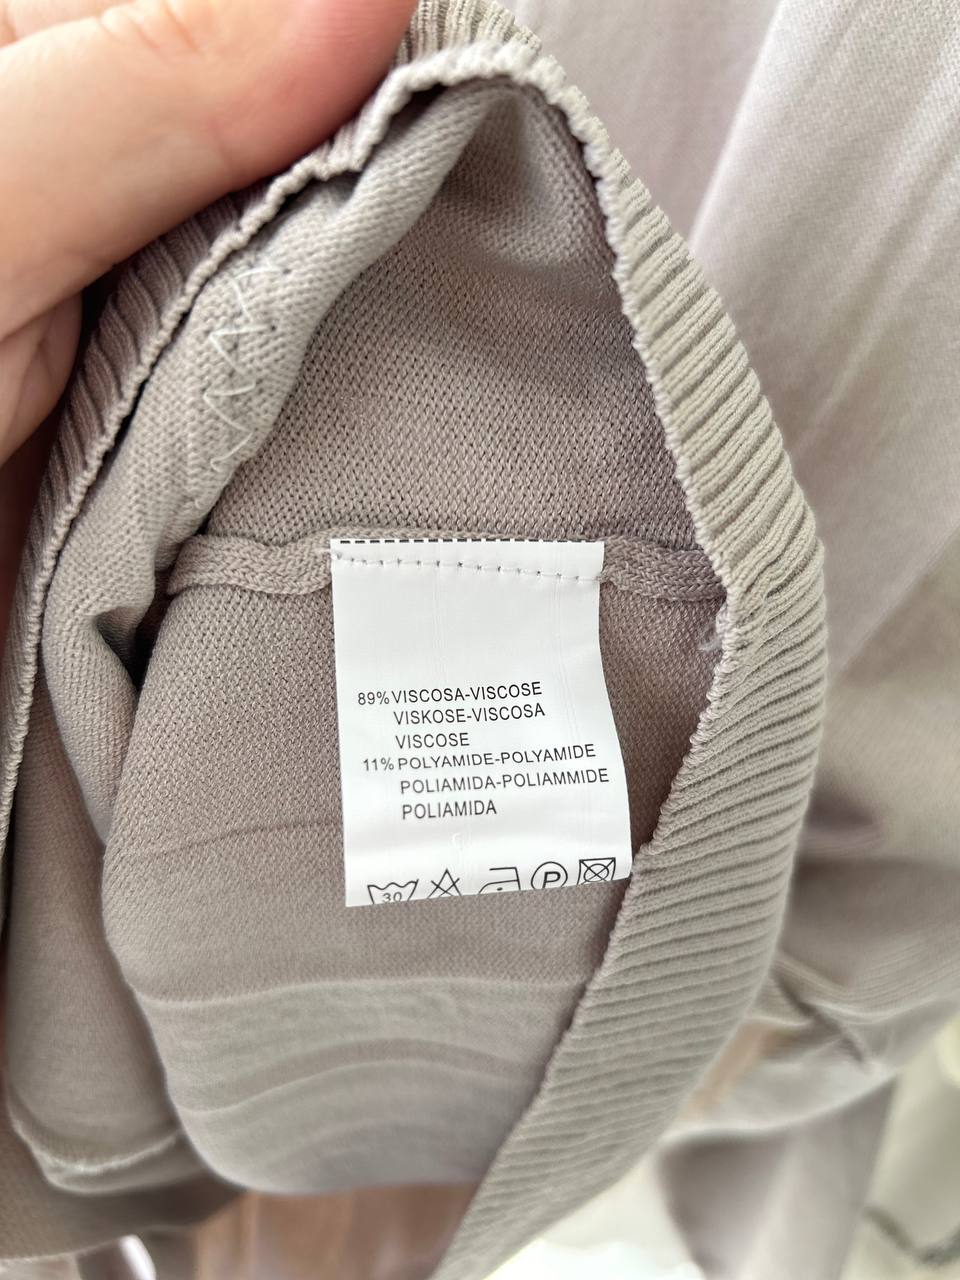 89% VISCOSA-VISCOSE
VISKOSE-VISCOSA
VISCOSE
11% POLYAMIDE-POLYAMIDE
POLIAMIDA-POLIAMMIDE
POLIAMIDA
30 P